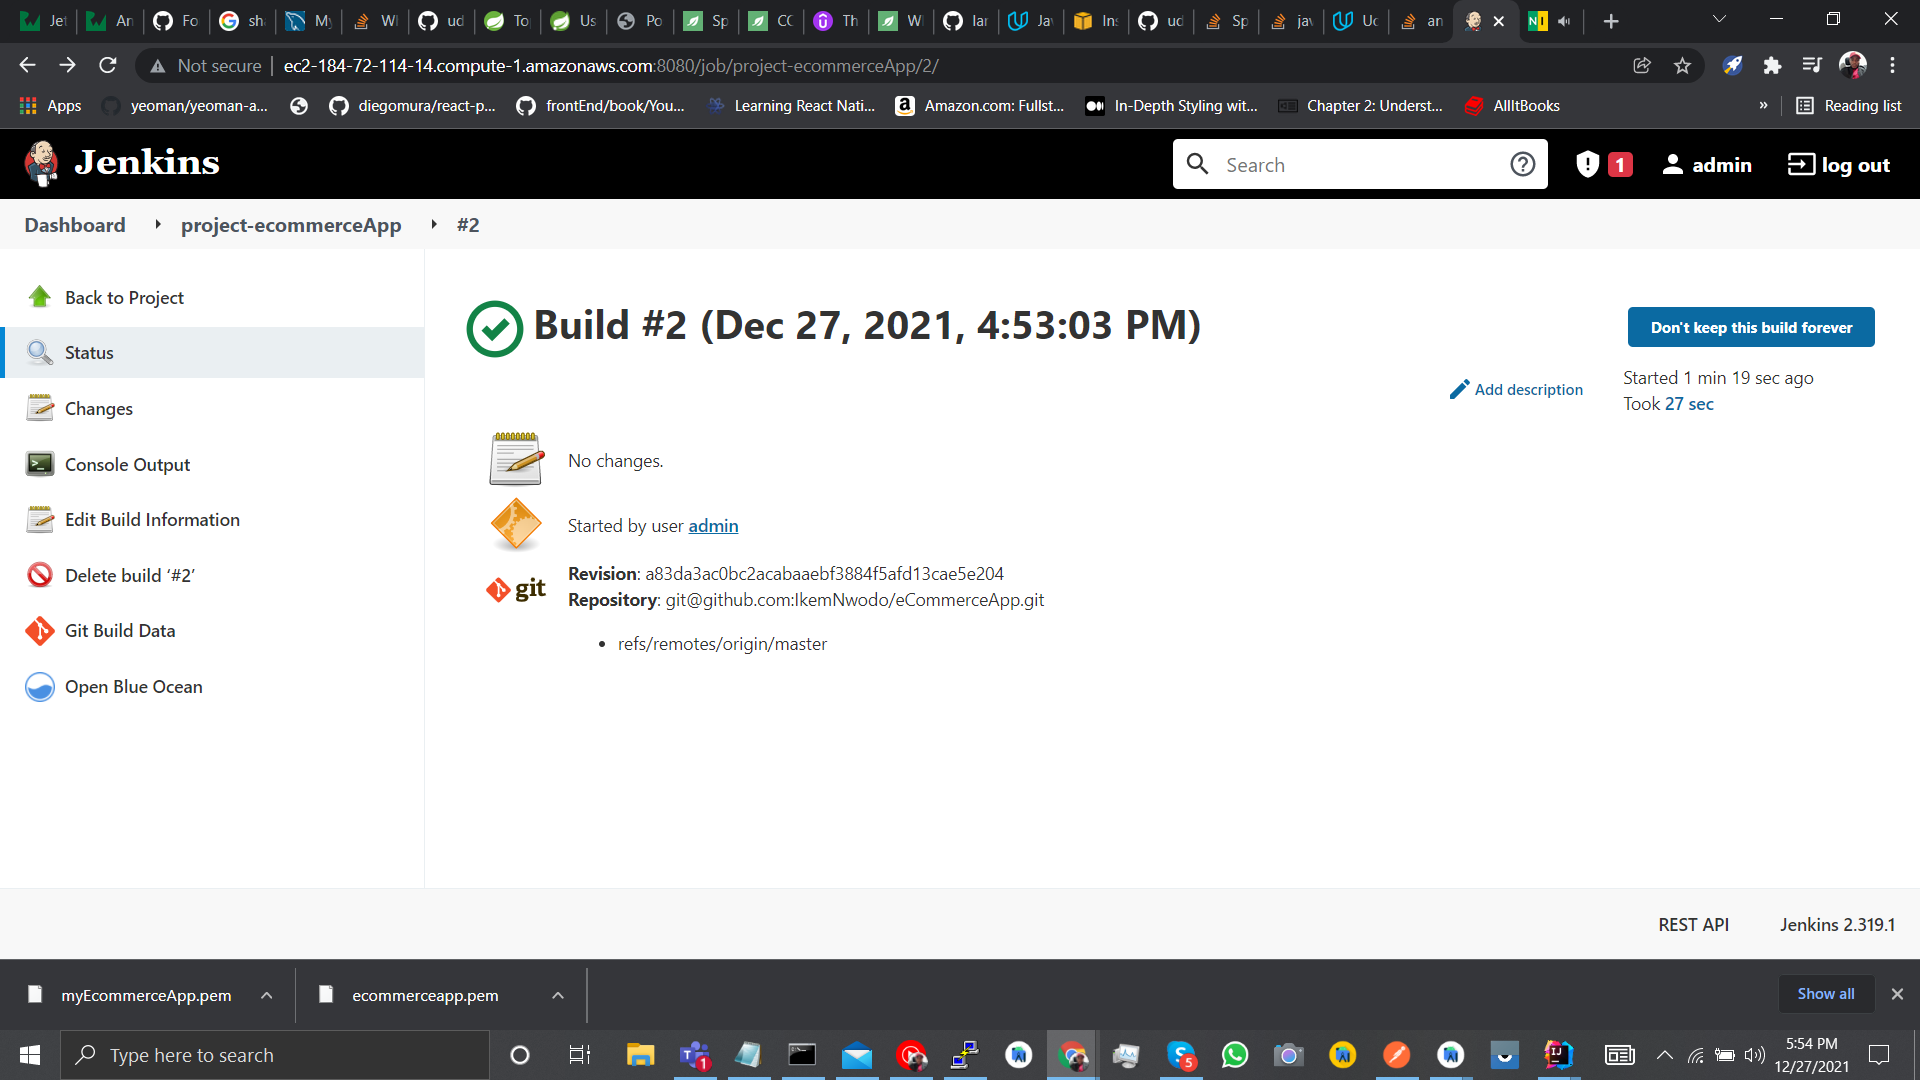 Jet
An
Fo
sh
My
Wl
ud
To
Us
Po
Sp
CC
Th
W
lar
Ja
In
ud
Sp
jav
Uc
an
Not secure
ec2-184-72-114-14.compute-1.amazonaws.com:8080/job/project-ecommerceApp/2/
Apps
yeoman/yeoman-a...
diegomura/react-p...
frontEnd/book/You...
Learning React Nati...
Amazon.com: Fullst...
In-Depth Styling wit...
Chapter 2: Underst...
AllItBooks
»
Reading list
Jenkins
Search
1
admin
log out
Dashboard
project-ecommerceApp
#2
Back to Project
Status
Changes
Console Output
Edit Build Information
Delete build ‘#2’
Git Build Data
Open Blue Ocean
Build #2 (Dec 27, 2021, 4:53:03 PM)
Don't keep this build forever
Add description
Started 1 min 19 sec ago
Took 27 sec
No changes.
Started by user admin
git
Revision: a83da3ac0bc2acabaaebf3884f5afd13cae5e204
Repository: git@github.com:IkemNwodo/eCommerceApp.git
• refs/remotes/origin/master
REST API
Jenkins 2.319.1
myEcommerceApp.pem
ecommerceapp.pem
Show all
Type here to search
1
5
IJ
5:54 PM
12/27/2021